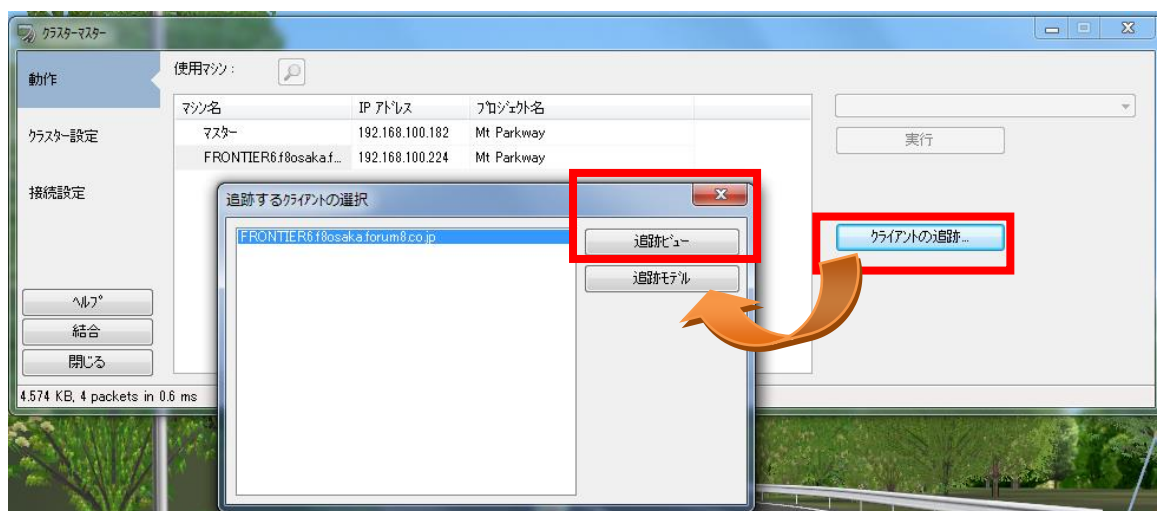 クラスターマスター
動作
使用マシン :
マシン名 IP アドレス プロジェクト名
マスター 192.168.100.182 Mt Parkway
FRONTIER6.f8osaka.f... 192.168.100.224 Mt Parkway
実行
クラスター設定
接続設定
追跡するクライアントの選択
FRONTIER6.f8osaka.forum8.co.jp
追跡ビュー
追跡モデル
クライアントの追跡...
ヘルプ
結合
閉じる
4.574 KB, 4 packets in 0.6 ms